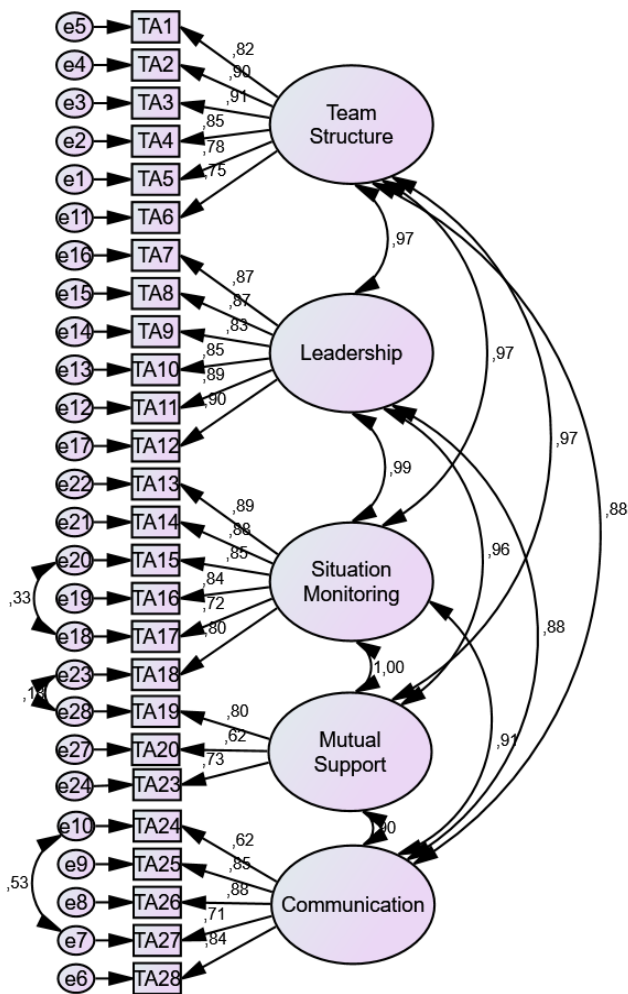 e5 TA1
,82
e4 TA2
,90
e3 TA3
,91
Team
Structure
e2 TA4
,85
e1 TA5
,78
,75
e11 TA6
,97
e16 TA7
,87
e15 TA8
,87
e14 TA9
,83
Leadership
e13 TA10
,85
,97
e12 TA11
,89
,90
e17 TA12
,97
,99
e22 TA13
,89
,88
e21 TA14
,88
e20 TA15
,85
,96
Situation
Monitoring
e19 TA16
,84
,33
,72
e18 TA17
,80
,88
e23 TA18
1,00
e28 TA19
,80
Mutual
Support
e27 TA20
,62
,91
e24 TA23
,73
e10 TA24
,62
e9 TA25
,85
e8 TA26
,88
Communication
,53
,71
e7 TA27
,84
e6 TA28